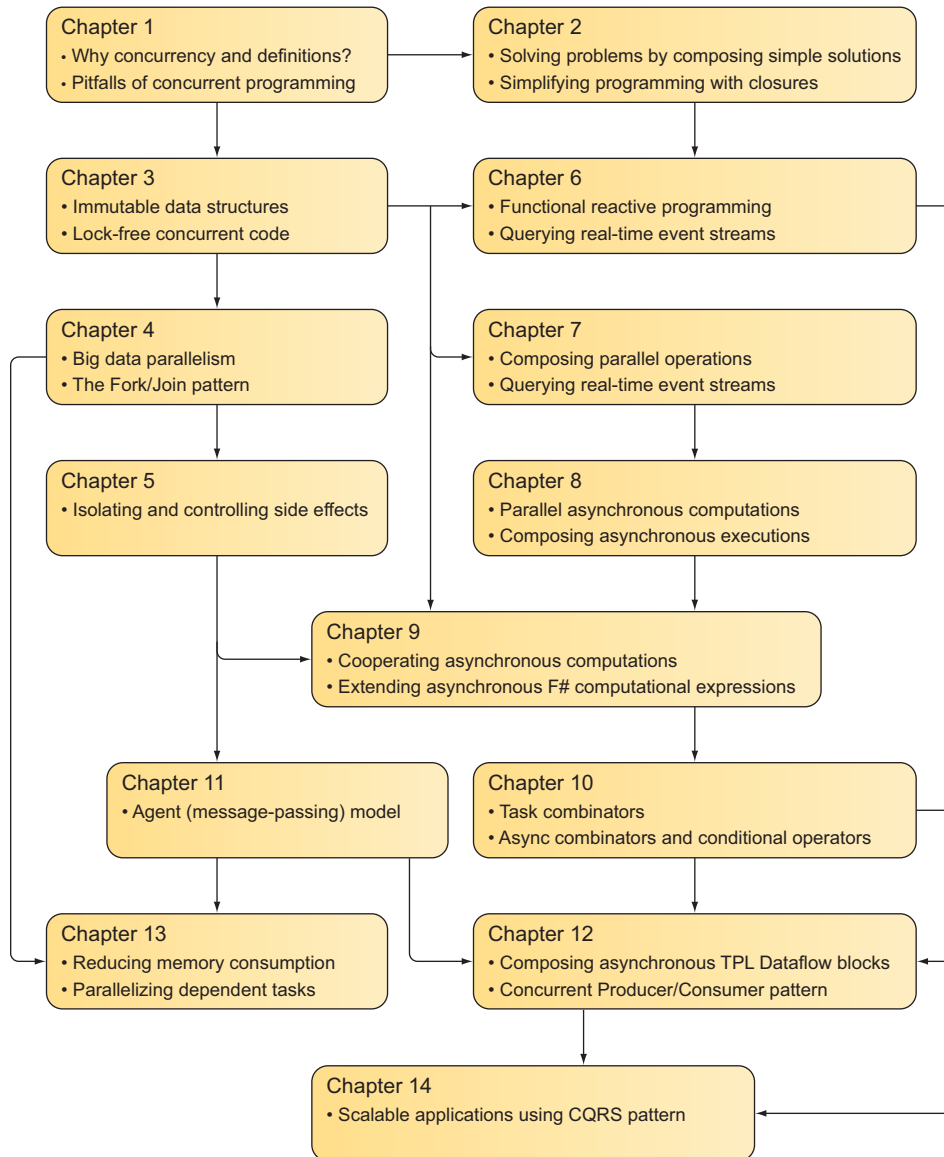 Chapter 1
• Why concurrency and definitions?
• Pitfalls of concurrent programming
Chapter 2
• Solving problems by composing simple solutions
• Simplifying programming with closures
Chapter 3
• Immutable data structures
• Lock-free concurrent code
Chapter 6
• Functional reactive programming
• Querying real-time event streams
Chapter 4
• Big data parallelism
• The Fork/Join pattern
Chapter 7
• Composing parallel operations
• Querying real-time event streams
Chapter 5
• Isolating and controlling side effects
Chapter 8
• Parallel asynchronous computations
• Composing asynchronous executions
Chapter 9
• Cooperating asynchronous computations
• Extending asynchronous F# computational expressions
Chapter 11
• Agent (message-passing) model
Chapter 10
• Task combinators
• Async combinators and conditional operators
Chapter 13
• Reducing memory consumption
• Parallelizing dependent tasks
Chapter 12
• Composing asynchronous TPL Dataflow blocks
• Concurrent Producer/Consumer pattern
Chapter 14
• Scalable applications using CQRS pattern